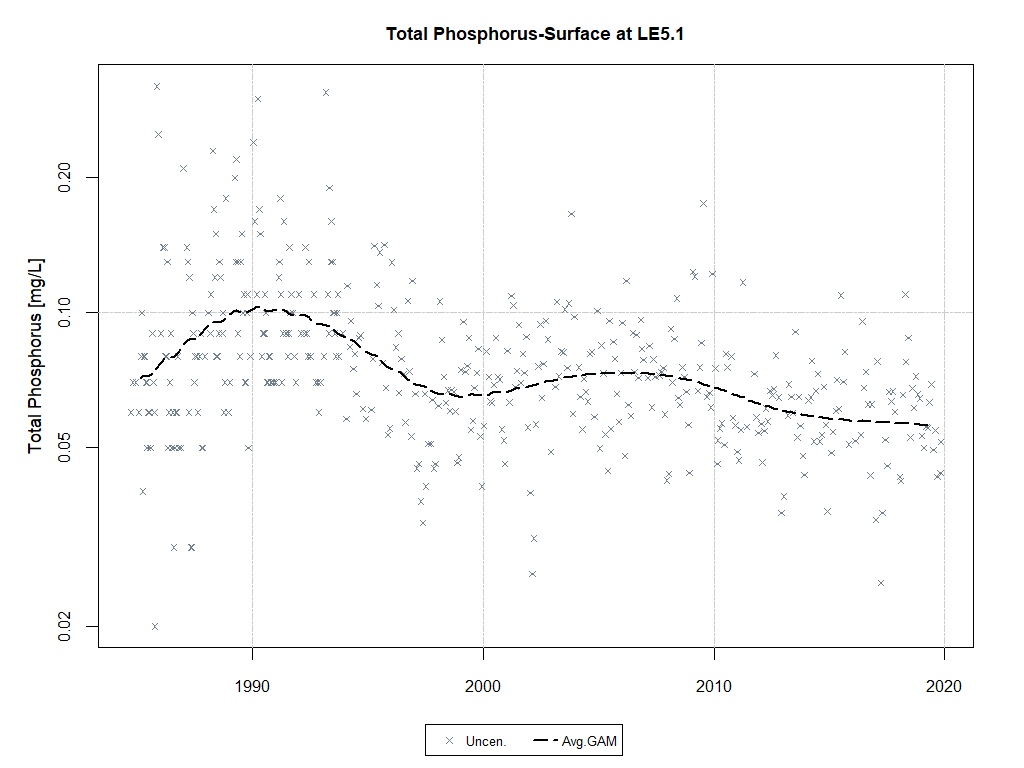 Total Phosphorus-Surface at LE5.1
Total Phosphorus [mg/L]
0.20
0.10
0.05
0.02
1990 2000 2010 2020
Uncen. Avg.GAM